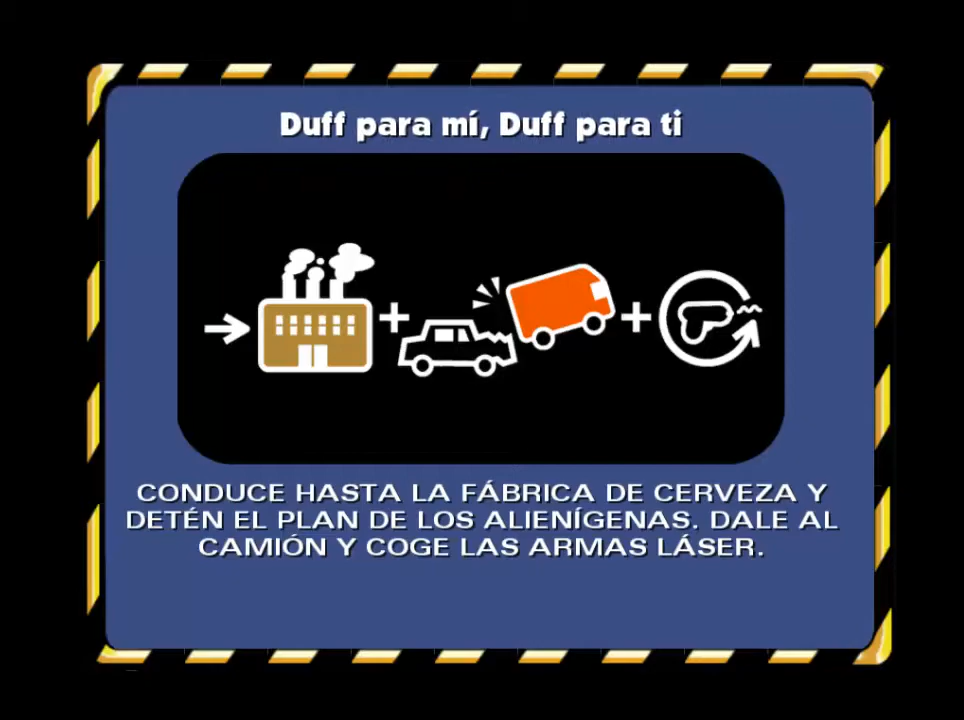 Duff para mí, Duff para ti
CONDUCE HASTA LA FÁBRICA DE CERVEZA Y
DETÉN EL PLAN DE LOS ALIENÍGENAS. DALE AL
CAMIÓN Y COGE LAS ARMAS LÁSER.